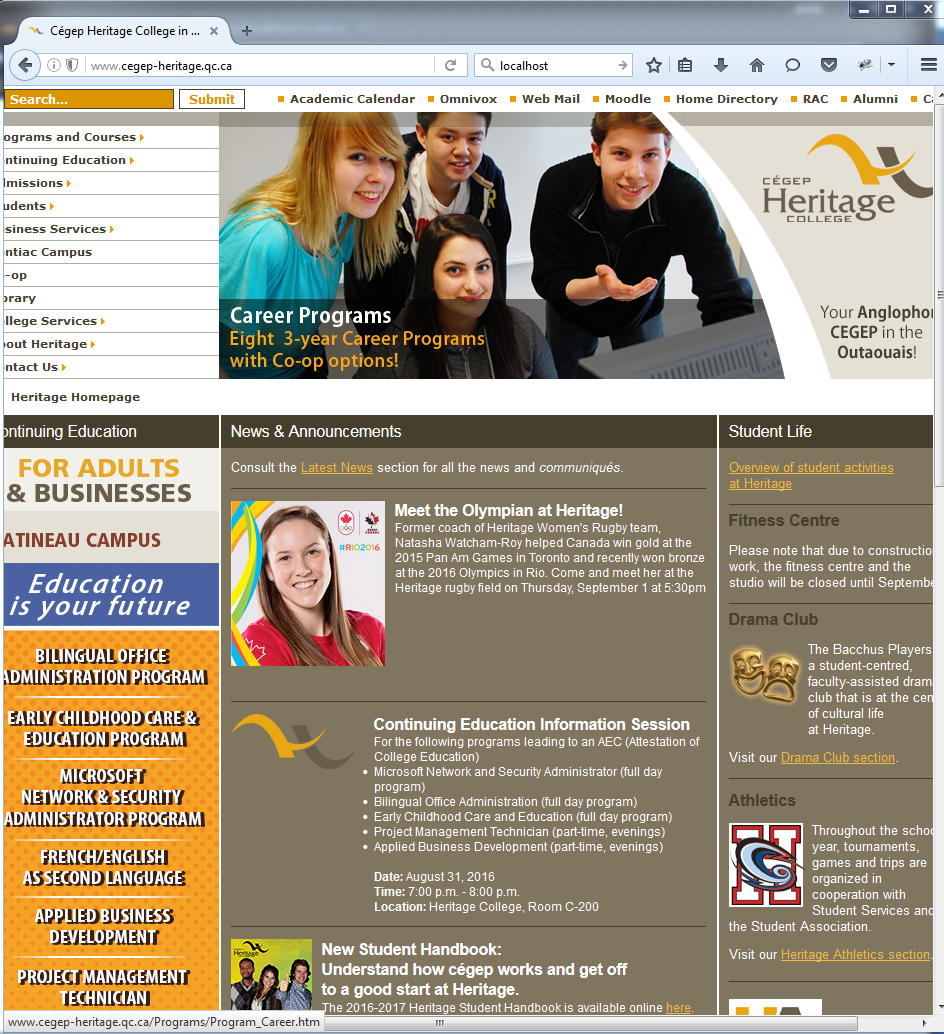 Cégep Heritage College in ...
www.cegep-heritage.qc.ca
localhost
Search...
Submit
Academic Calendar
Omnivox
Web Mail
Moodle
Home Directory
RAC
Alumni
ograms and Courses
ntinuing Education
lmissions
udents
siness Services
ntiac Campus
-op
orary
llege Services
out Heritage
ntact Us
Career Programs
Eight 3-year Career Programs
with Co-op options!
CÉGEP
Heritage
COLLEGE
Your Anglophon
CEGEP in the
Outaouais!
Heritage Homepage
ontinuing Education
FOR ADULTS
& BUSINESSES
ATINEAU CAMPUS
Education
is your future
BILINGUAL OFFICE
ADMINISTRATION PROGRAM
EARLY CHILDHOOD CARE &
EDUCATION PROGRAM
MICROSOFT
NETWORK & SECURITY
ADMINISTRATOR PROGRAM
FRENCH/ENGLISH
AS SECOND LANGUAGE
APPLIED BUSINESS
DEVELOPMENT
PROJECT MANAGEMENT
TECHNICIAN
News & Announcements
Consult the Latest News section for all the news and communiqués.
#RIO2016
Meet the Olympian at Heritage!
Former coach of Heritage Women's Rugby team,
Natasha Watcham-Roy helped Canada win gold at the
2015 Pan Am Games in Toronto and recently won bronze
at the 2016 Olympics in Rio. Come and meet her at the
Heritage rugby field on Thursday, September 1 at 5:30pm
Continuing Education Information Session
For the following programs leading to an AEC (Attestation of
College Education)
Microsoft Network and Security Administrator (full day
program)
Bilingual Office Administration (full day program)
Early Childhood Care and Education (full day program)
Project Management Technician (part-time, evenings)
Applied Business Development (part-time, evenings)
Date: August 31, 2016
Time: 7:00 p.m. - 8:00 p.m.
Location: Heritage College, Room C-200
Heritage
New Student Handbook:
Understand how cégep works and get off
to a good start at Heritage.
The 2016-2017 Heritage Student Handbook is available online here.
Student Life
Overview of student activities
at Heritage
Fitness Centre
Please note that due to constructio
work, the fitness centre and the
studio will be closed until Septembe
Drama Club
The Bacchus Players
a student-centred,
faculty-assisted dram
club that is at the cen
of cultural life
at Heritage.
Visit our Drama Club section.
Athletics
H
Throughout the schoo
year, tournaments,
games and trips are
organized in
cooperation with
Student Services and
the Student Association.
Visit our Heritage Athletics section.
www.cegep-heritage.qc.ca/Programs/Program_Career.htm